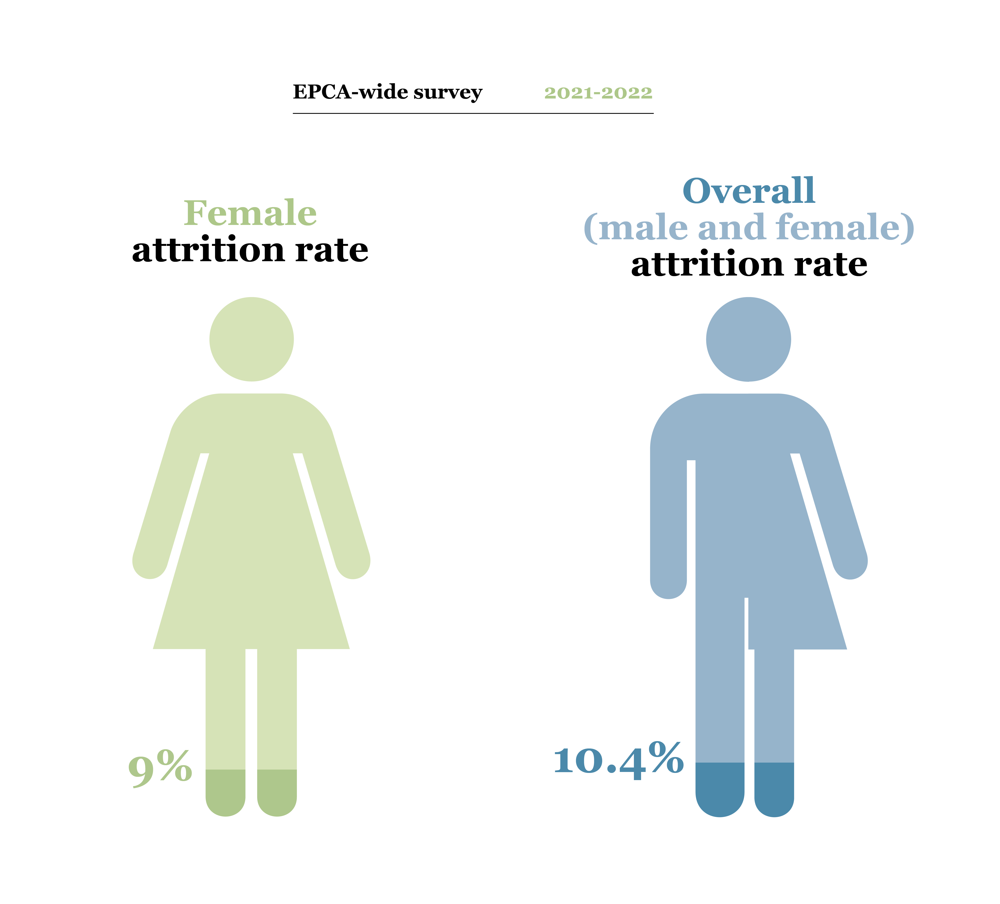 EPCA-wide survey 2021-2022
Female
attrition rate
Overall
(male and female)
attrition rate
9%
10.4%